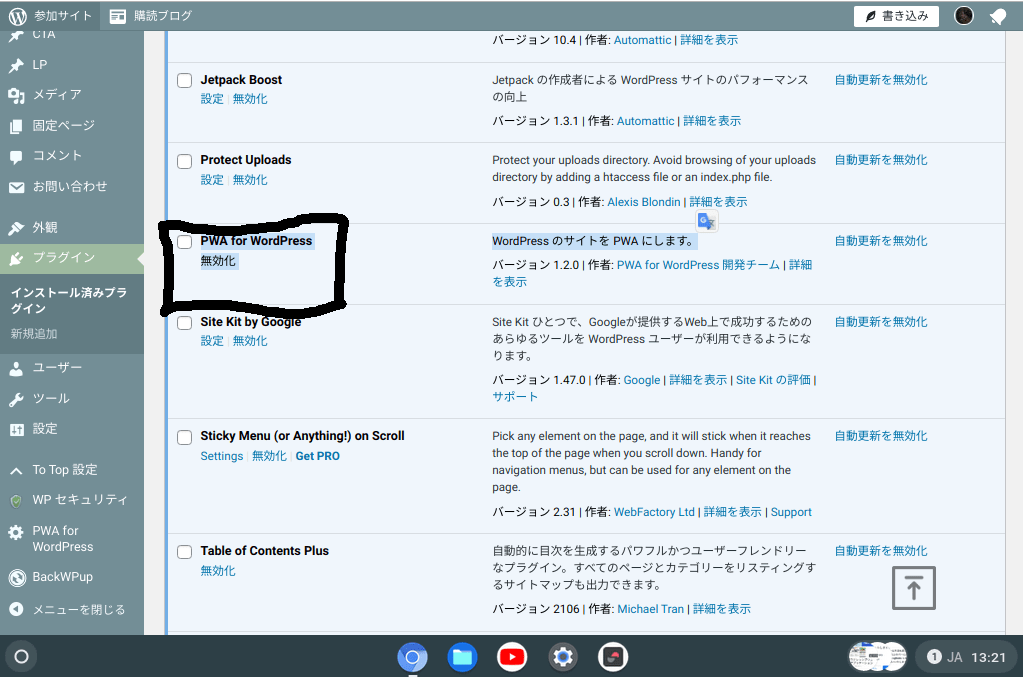 参加サイト
購読ブログ
書き込み
CTA
LP
メディア
固定ページ
コメント
お問い合わせ
外観
プラグイン
インストール済みプラ
グイン
新規追加
ユーザー
ツール
設定
To Top 設定
WP セキュリティ
PWA for
WordPress
BackWPup
メニューを閉じる
バージョン 10.4 | 作者: Automattic | 詳細を表示
Jetpack Boost
設定 | 無効化
Jetpack の作成者による WordPress サイトのパフォーマンス
の向上
バージョン 1.3.1 | 作者: Automattic | 詳細を表示
自動更新を無効化
Protect Uploads
設定 | 無効化
Protect your uploads directory. Avoid browsing of your uploads
directory by adding a htaccess file or an index.php file.
バージョン 0.3 | 作者: Alexis Blondin | 詳細を表示
自動更新を無効化
PWA for WordPress
無効化
WordPress のサイトを PWA にします。
バージョン 1.2.0 | 作者: PWA for WordPress 開発チーム | 詳細
を表示
自動更新を無効化
Site Kit by Google
設定 | 無効化
Site Kit ひとつで、Googleが提供するWeb上で成功するための
あらゆるツールを WordPress ユーザーが利用できるようにな
ります。
バージョン 1.47.0 | 作者: Google | 詳細を表示 | Site Kit の評価 |
サポート
自動更新を無効化
Sticky Menu (or Anything!) on Scroll
Settings | 無効化 | Get PRO
Pick any element on the page, and it will stick when it reaches
the top of the page when you scroll down. Handy for
navigation menus, but can be used for any element on the
page.
バージョン 2.31 | 作者: WebFactory Ltd | 詳細を表示 | Support
自動更新を無効化
Table of Contents Plus
無効化
自動的に目次を生成するパワフルかつユーザーフレンドリー
なプラグイン。すべてのページとカテゴリーをリスティングす
るサイトマップも出力できます。
バージョン 2106 | 作者: Michael Tran | 詳細を表示
自動更新を無効化
1 JA 13:21